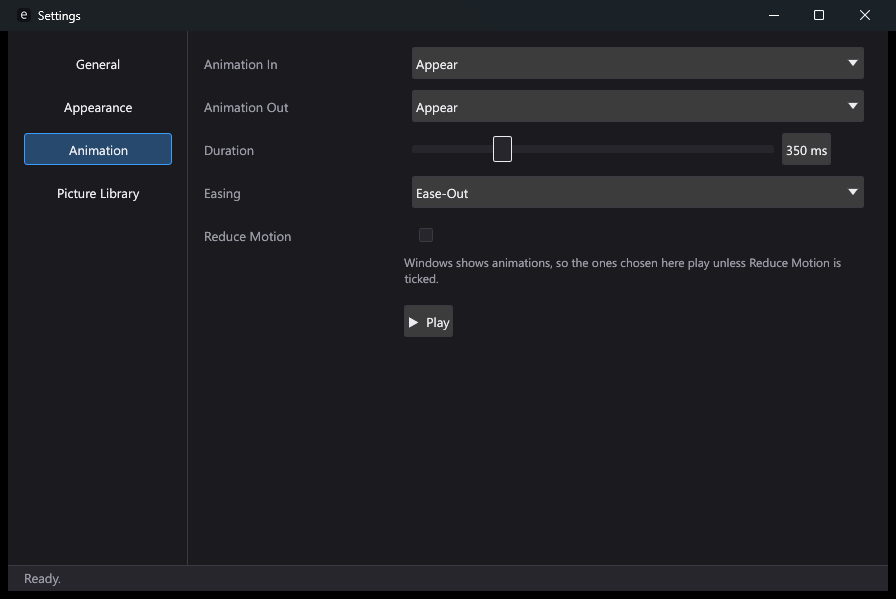 e Settings
General
Appearance
Animation
Picture Library
Animation In
Appear
Animation Out
Appear
Duration
350 ms
Easing
Ease-Out
Reduce Motion
Windows shows animations, so the ones chosen here play unless Reduce Motion is
ticked.
Play
Ready.